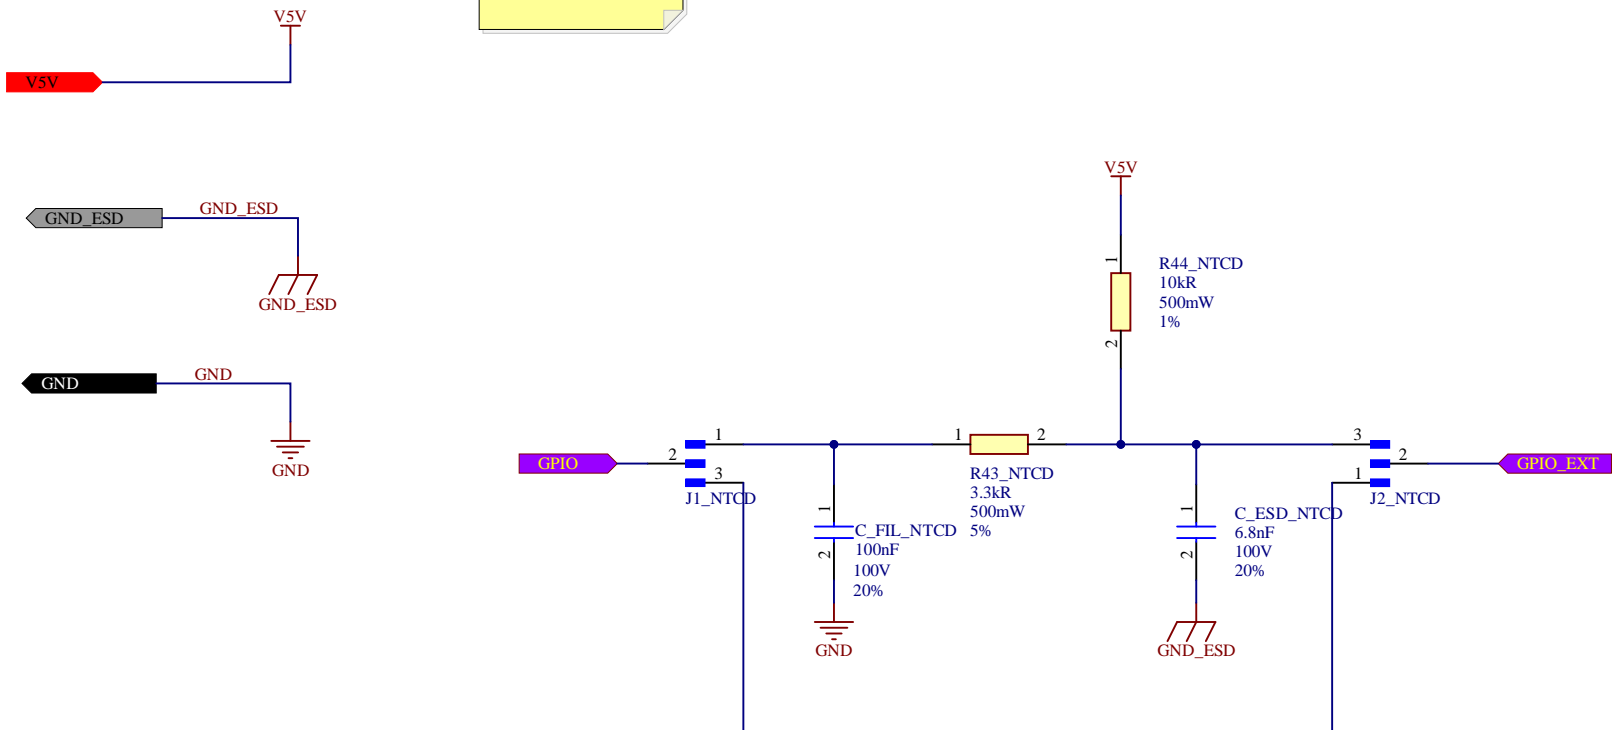 V5V
V5V
GND_ESD
GND_ESD
GND_ESD
GND
GND
GND
V5V
1
R44_NTCD
10kR
500mW
1%
2
GPIO
2
1
3
J1_NTCD
1
2
R43_NTCD
3.3kR
500mW
5%
1
2
C_FIL_NTCD
100nF
100V
20%
GND
1
2
C_ESD_NTCD
6.8nF
100V
20%
GND_ESD
3
2
1
J2_NTCD
GPIO_EXT